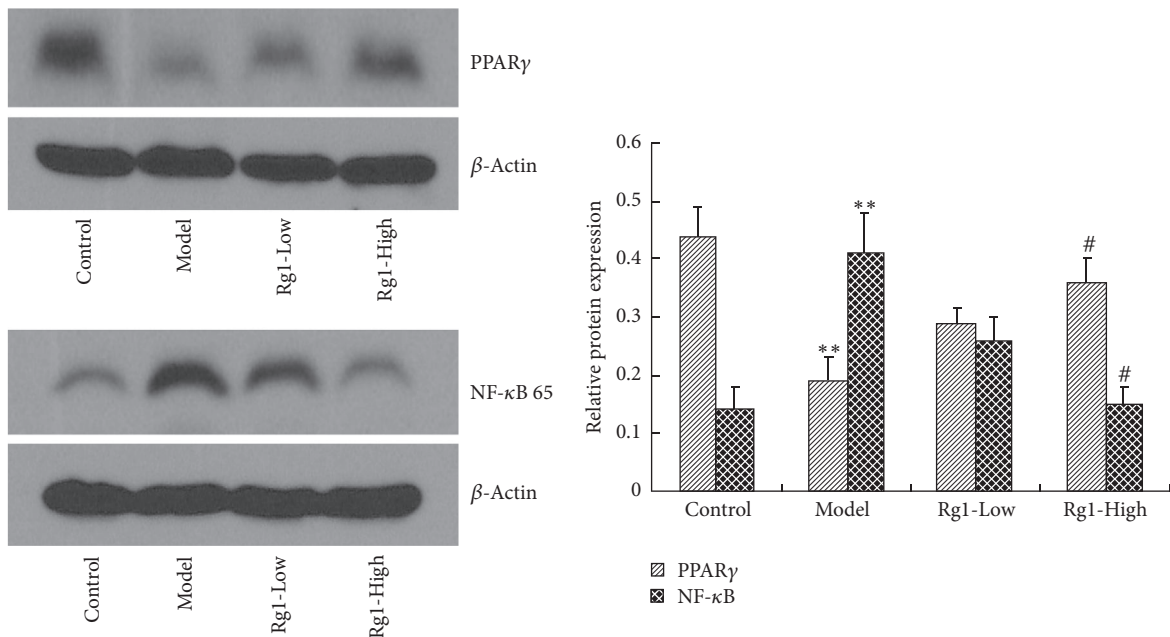 PPARγ
β-Actin
Control
Model
Rg1-Low
Rg1-High
NF-κB 65
β-Actin
Control
Model
Rg1-Low
Rg1-High
Relative protein expression
0.6
0.5
0.4
0.3
0.2
0.1
0
**
**
#
#
Control
Model
Rg1-Low
Rg1-High
PPARγ
NF-κB